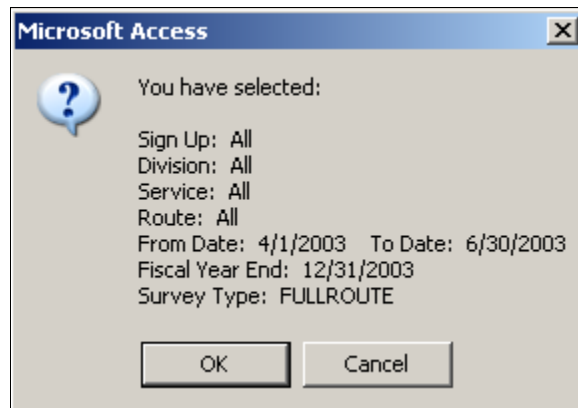 Microsoft Access
You have selected:
Sign Up: All
Division: All
Service: All
Route: All
From Date: 4/1/2003 To Date: 6/30/2003
Fiscal Year End: 12/31/2003
Survey Type: FULLROUTE
OK Cancel